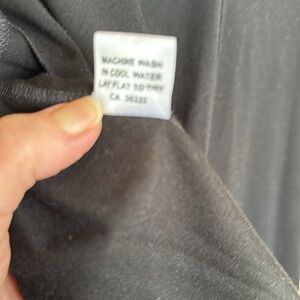 MACHINE WASH
IN COOL WATER
LAY FLAT TO DRY
CA. 36322